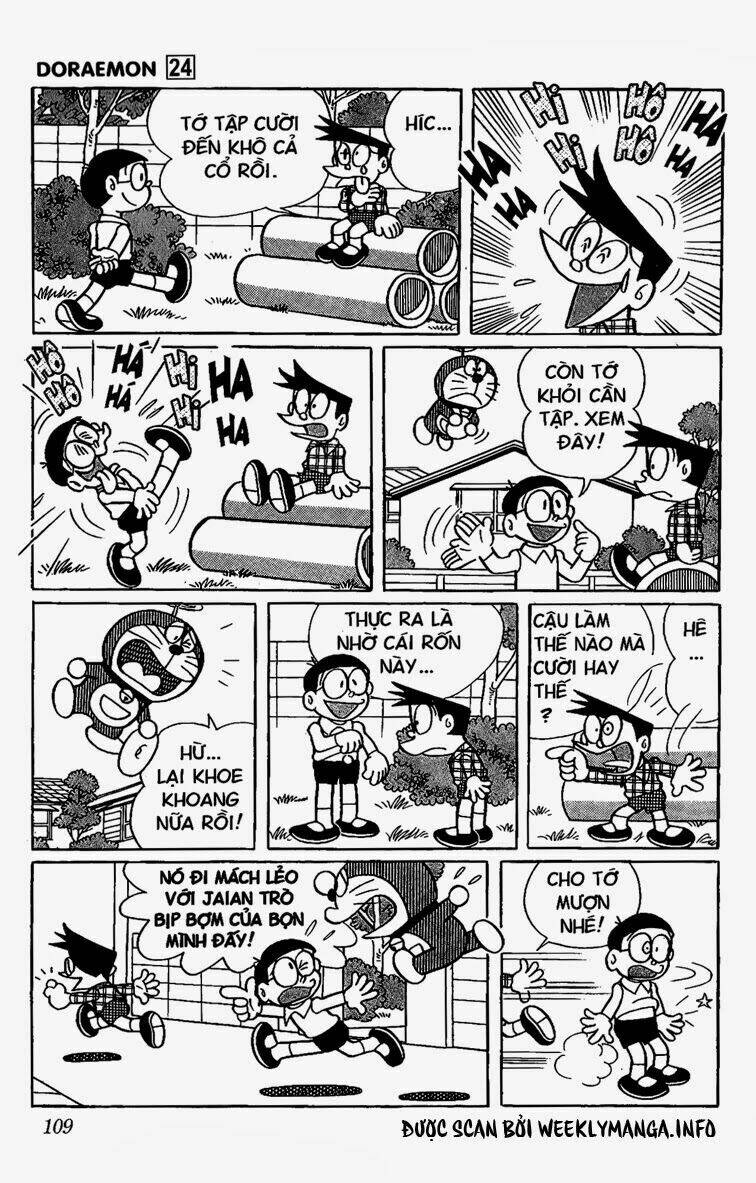 DORAEMON 24
Hi
Hi
HÔ
HÔ
HA
HA
HA
HA
HÍC...
TỚ TẬP CƯỜI
ĐẾN KHÔ CẢ
CỔ RỒI.
CÒN TỚ
KHỎI CẦN
TẬP. XEM
ĐÂY!
HA
HA
Hi
Hi
HÁ
HÁ
HÔ
HÔ
HÊ
...
CẬU LÀM
THẾ NÀO MÀ
CƯỜI HAY
THẾ
?
THỰC RA LÀ
NHỜ CÁI RỐN
NÀY...
HỪ...
LẠI KHOE
KHOANG
NỮA RỒI!
CHO TỚ
MƯỢN
NHÉ!
NÓ ĐI MÁCH LẺO
VỚI JAIAN TRÒ
BỊP BỢM CỦA BỌN
MÌNH ĐẤY!
109
ĐƯỢC SCAN BỞI WEEKLYMANGA.INFO